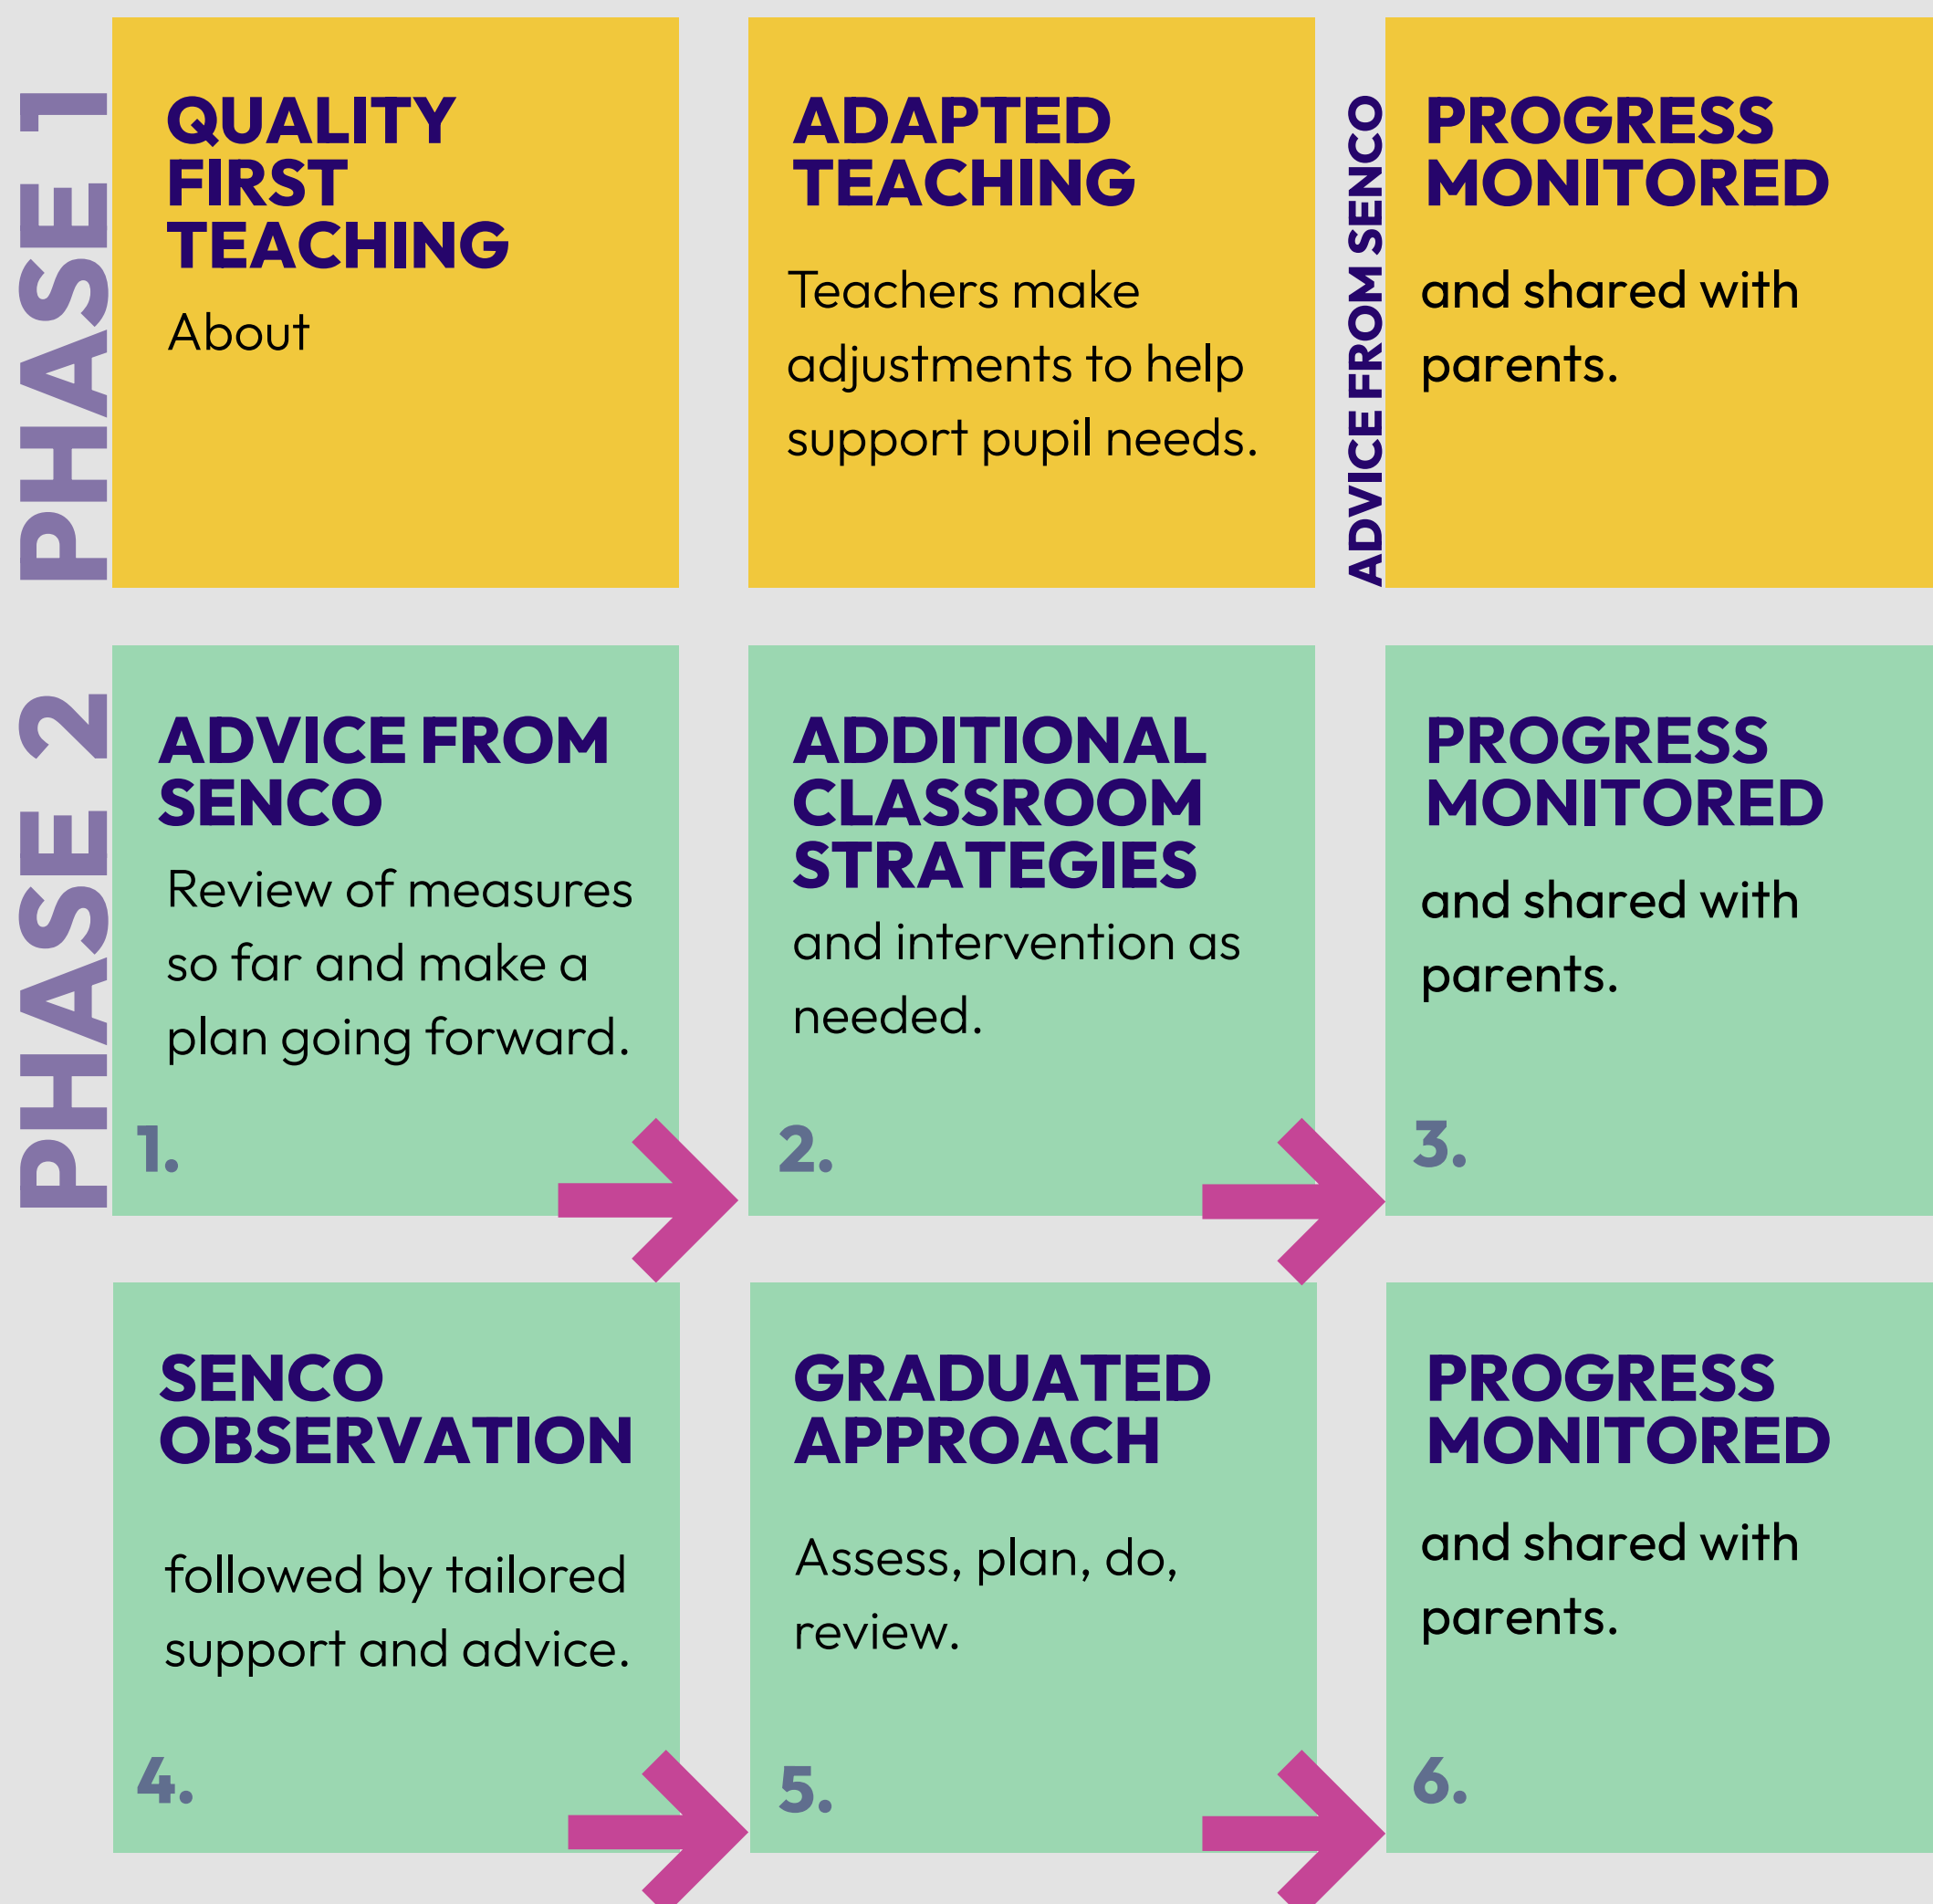 PHASE 1
QUALITY
FIRST
TEACHING
About
ADAPTED
TEACHING
Teachers make
adjustments to help
support pupil needs.
ADVICE FROM SENCO
PROGRESS
MONITORED
and shared with
parents.
PHASE 2
ADVICE FROM
SENCO
Review of measures
so far and make a
plan going forward.
1.
ADDITIONAL
CLASSROOM
STRATEGIES
and intervention as
needed.
2.
PROGRESS
MONITORED
and shared with
parents.
3.
SENCO
OBSERVATION
followed by tailored
support and advice.
4.
GRADUATED
APPROACH
Assess, plan, do,
review.
5.
PROGRESS
MONITORED
and shared with
parents.
6.